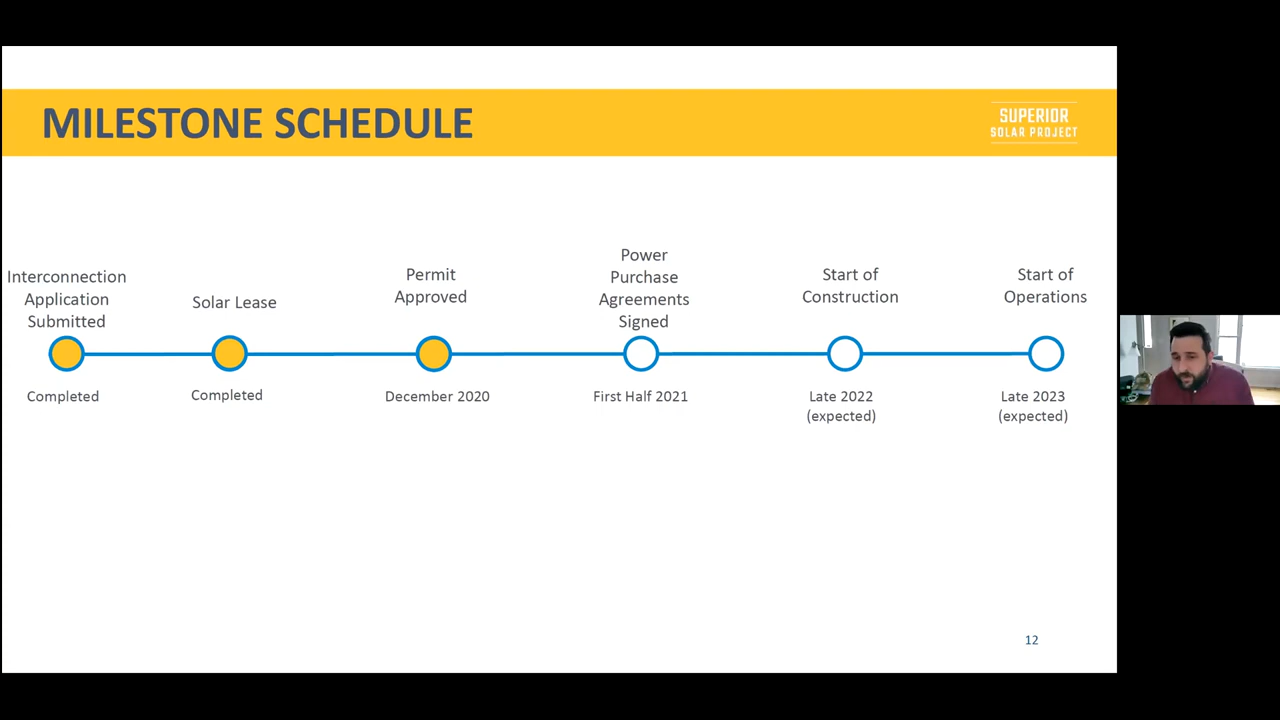 MILESTONE SCHEDULE
SUPERIOR
SOLAR PROJECT
Interconnection
Application
Submitted
Completed
Solar Lease
Completed
Permit
Approved
December 2020
Power
Purchase
Agreements
Signed
First Half 2021
Start of
Construction
Late 2022
(expected)
Start of
Operations
Late 2023
(expected)
12